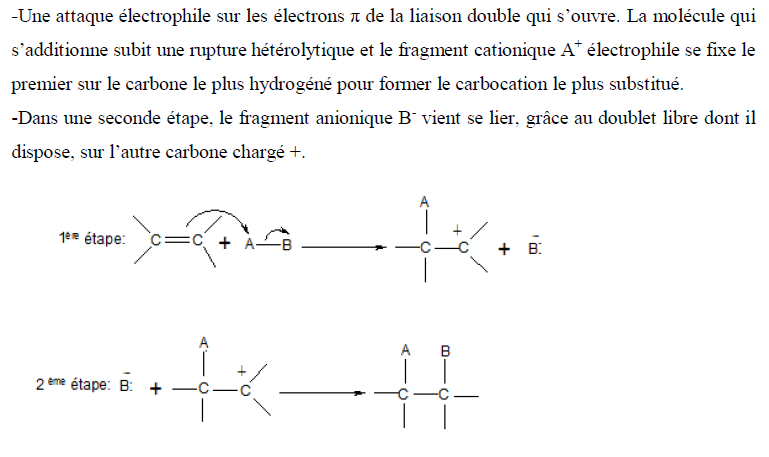 -Une attaque électrophile sur les électrons π de la liaison double qui s’ouvre. La molécule qui
s’additionne subit une rupture hétérolytique et le fragment cationique A⁺ électrophile se fixe le
premier sur le carbone le plus hydrogéné pour former le carbocation le plus substitué.
-Dans une seconde étape, le fragment anionique B⁻ vient se lier, grâce au doublet libre dont il
dispose, sur l’autre carbone chargé +.
A
1ère étape: C=C + A—B C—C + + B:⁻
A A B
2 ème étape: B:⁻ + C—C + C—C